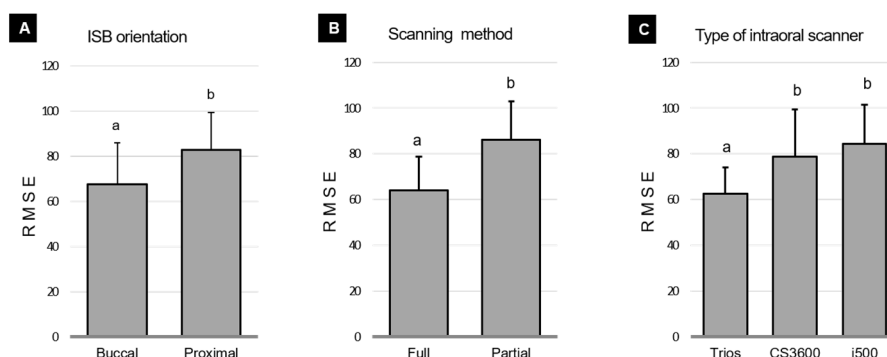 A
ISB orientation
RMSE
120
100
80
60
40
20
0
a
b
Buccal
Proximal
B
Scanning method
RMSE
120
100
80
60
40
20
0
a
b
Full
Partial
C
Type of intraoral scanner
RMSE
120
100
80
60
40
20
0
a
b
b
Trios
CS3600
i500